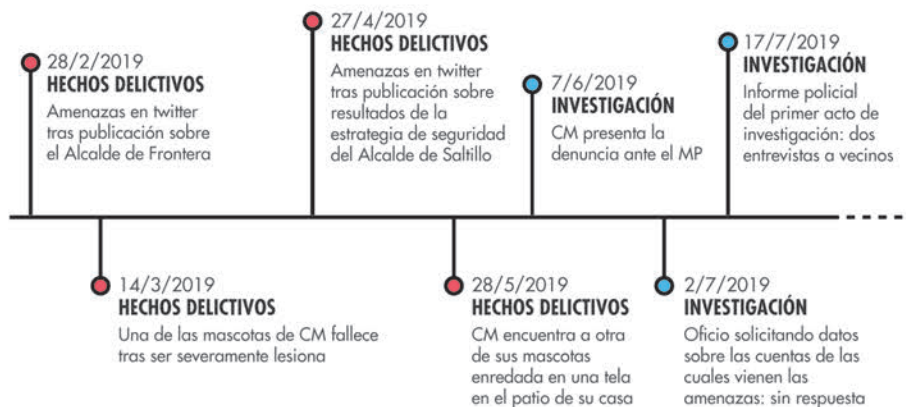 28/2/2019
HECHOS DELICTIVOS
Amenazas en twitter
tras publicación sobre
el Alcalde de Frontera
27/4/2019
HECHOS DELICTIVOS
Amenazas en twitter
tras publicación sobre
resultados de la
estrategia de seguridad
del Alcalde de Saltillo
7/6/2019
INVESTIGACIÓN
CM presenta la
denuncia ante el MP
17/7/2019
INVESTIGACIÓN
Informe policial
del primer acto de
investigación: dos
entrevistas a vecinos
14/3/2019
HECHOS DELICTIVOS
Una de las mascotas de CM fallece
tras ser severamente lesiona
28/5/2019
HECHOS DELICTIVOS
CM encuentra a otra
de sus mascotas
enredada en una tela
en el patio de su casa
2/7/2019
INVESTIGACIÓN
Oficio solicitando datos
sobre las cuentas de las
cuales vienen las
amenazas: sin respuesta